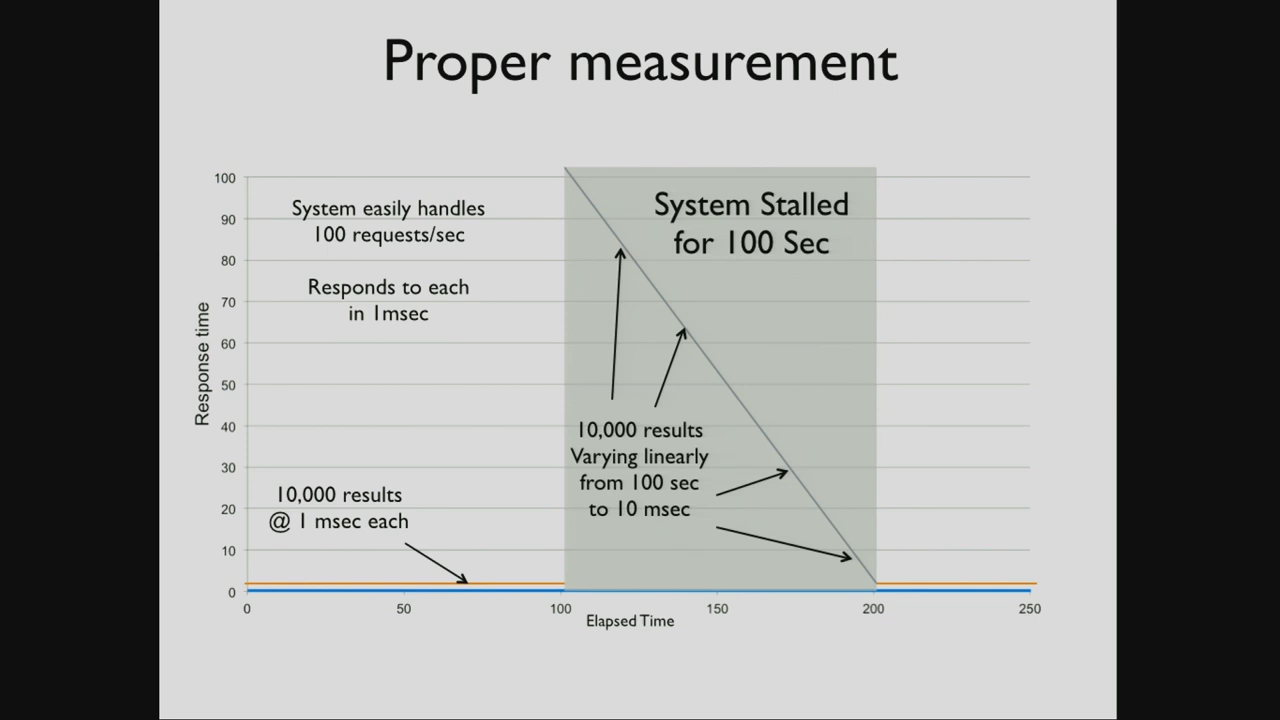 Proper measurement
System easily handles
100 requests/sec
Responds to each
in 1msec
System Stalled
for 100 Sec
10,000 results
Varying linearly
from 100 sec
to 10 msec
10,000 results
@ 1 msec each
Response time
100
90
80
70
60
50
40
30
20
10
0
0
50
100
150
200
250
Elapsed Time